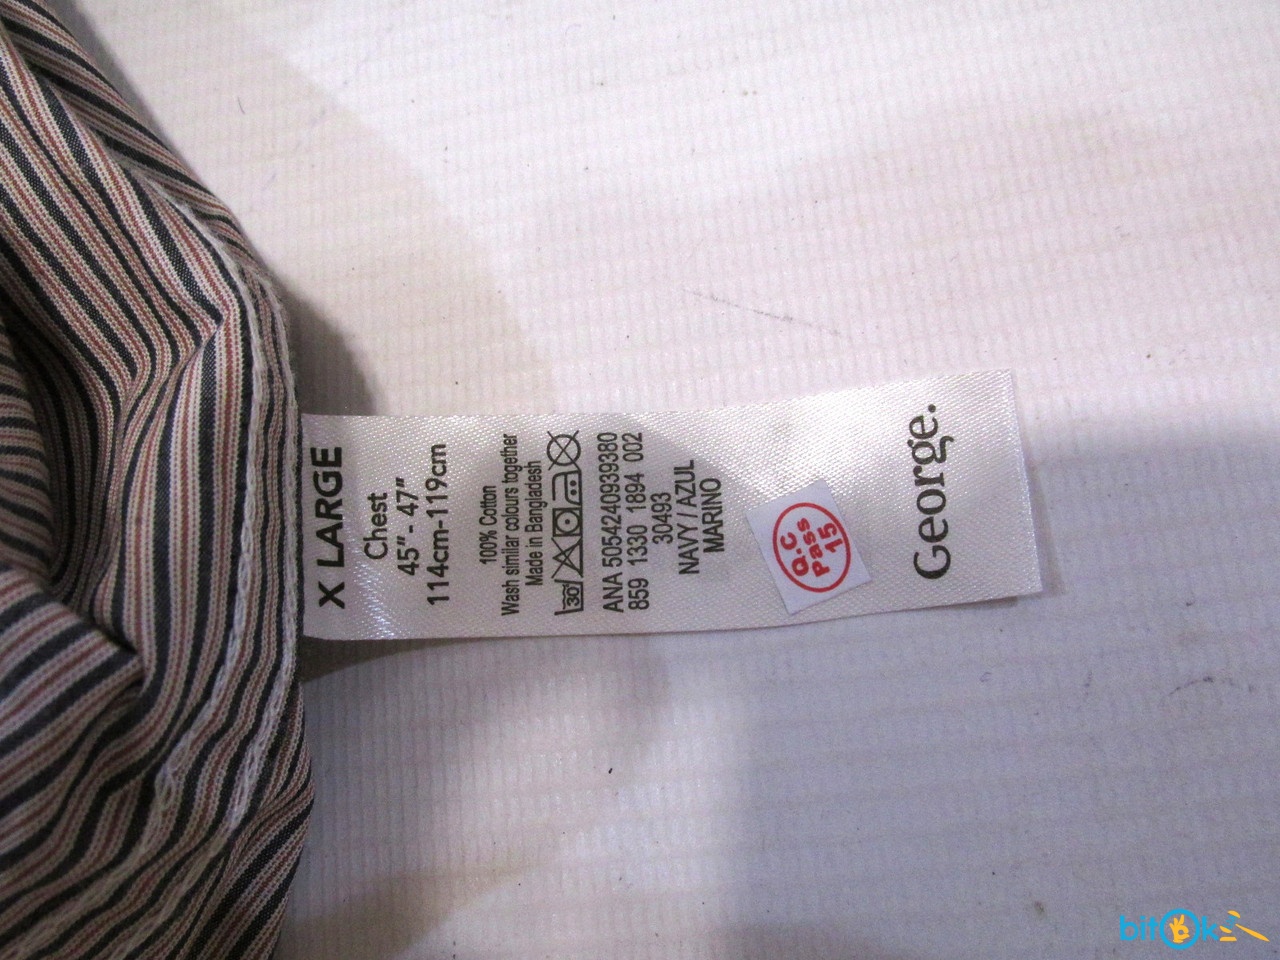 X LARGE
Chest
45" - 47"
114cm-119cm
100% Cotton
Wash similar colours together
Made in Bangladesh
30°
ANA 5054240939380
859 1330 1894 002
30493
NAVY / AZUL
MARINO
Q.C
Pass
15
George.
bitOk